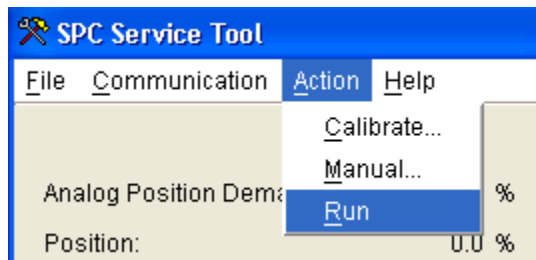 SPC Service Tool
File Communication Action Help
Calibrate...
Manual...
Analog Position Dema %
Run
Position: 0.0 %